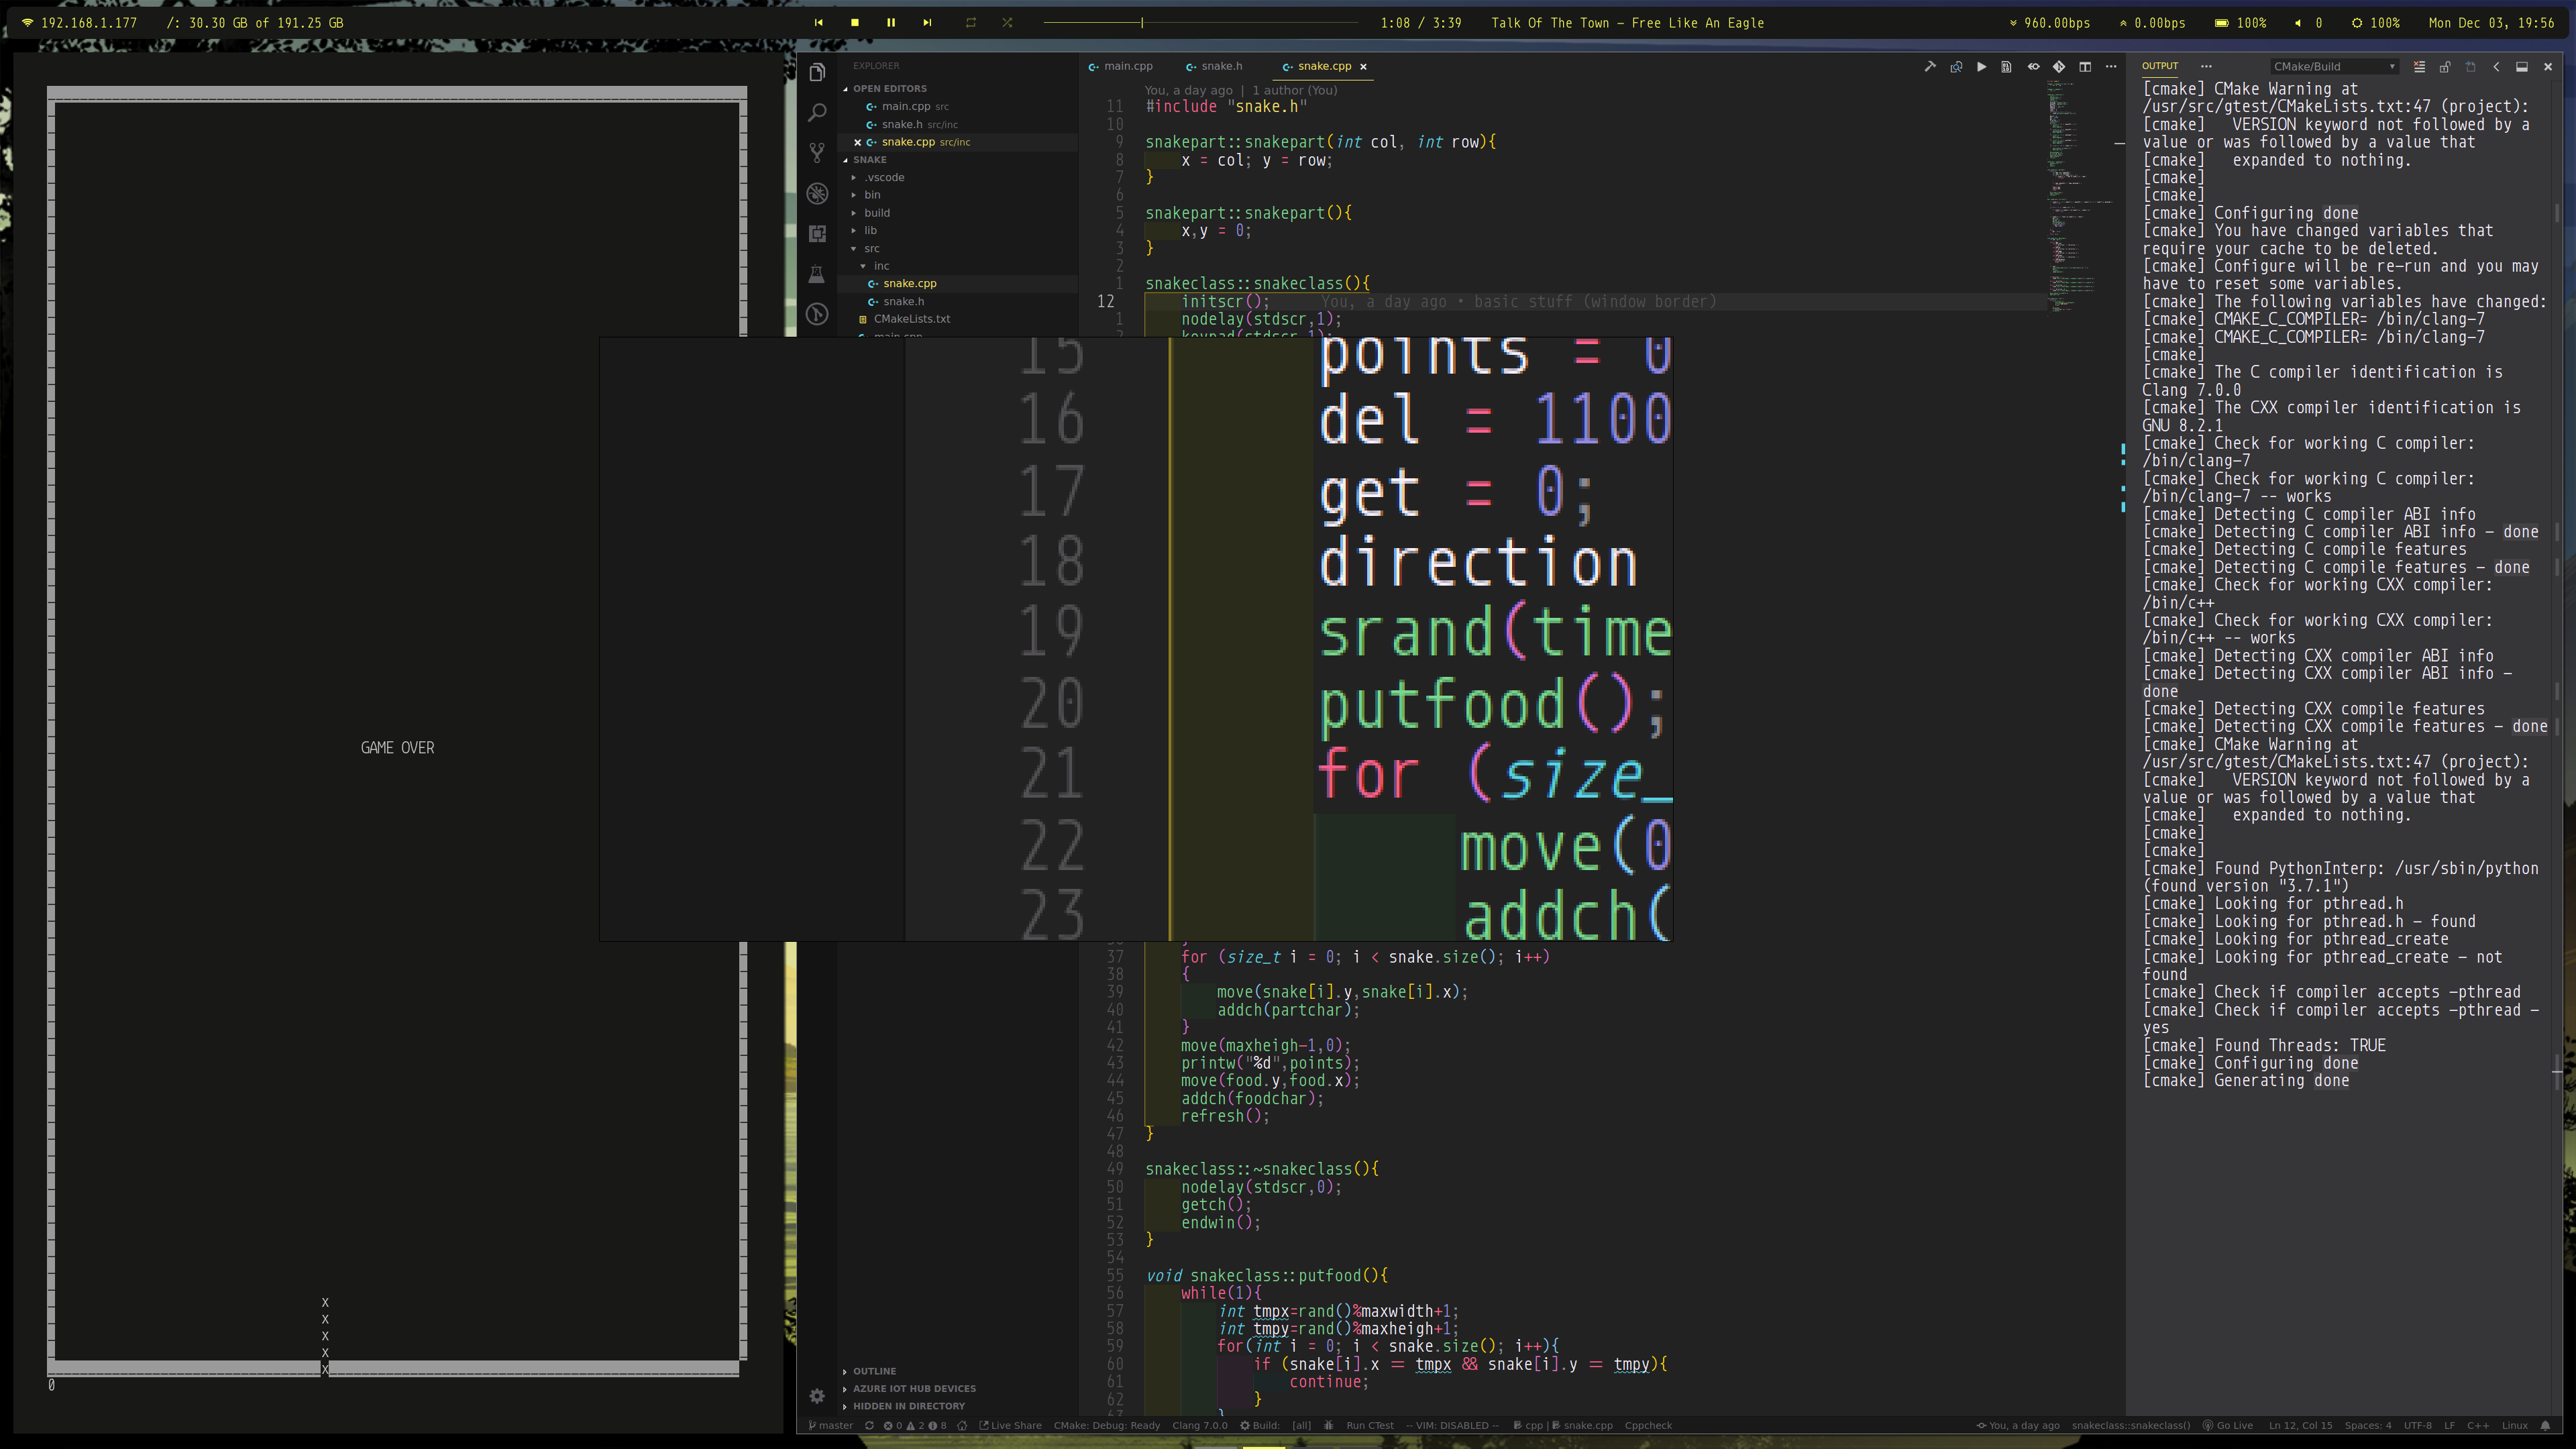 192.168.1.177 /: 30.30 GB of 191.25 GB 1:08 / 3:39 Talk Of The Town – Free Like An Eagle 960.00bps 0.00bps 100% 0 100% Mon Dec 03, 19:56
GAME OVER
X
X
X
X
X
0
EXPLORER
OPEN EDITORS
main.cpp src
snake.h src/inc
snake.cpp src/inc
SNAKE
.vscode
bin
build
lib
src
inc
snake.cpp
snake.h
CMakeLists.txt
main.cpp
OUTLINE
AZURE IOT HUB DEVICES
HIDDEN IN DIRECTORY
main.cpp snake.h snake.cpp
You, a day ago | 1 author (You)
11 #include "snake.h"
10
9 snakepart::snakepart(int col, int row){
8 x = col; y = row;
7 }
6
5 snakepart::snakepart(){
4 x,y = 0;
3 }
2
1 snakeclass::snakeclass(){
12 initscr(); You, a day ago • basic stuff (window border)
1 nodelay(stdscr,1);
2 keypad(stdscr,1);
15 points = 0
16 del = 1100
17 get = 0;
18 direction
19 srand(time
20 putfood();
21 for (size_
22 move(0
23 addch(
37 for (size_t i = 0; i < snake.size(); i++)
38 {
39 move(snake[i].y,snake[i].x);
40 addch(partchar);
41 }
42 move(maxheigh-1,0);
43 printw("%d",points);
44 move(food.y,food.x);
45 addch(foodchar);
46 refresh();
47 }
48
49 snakeclass::~snakeclass(){
50 nodelay(stdscr,0);
51 getch();
52 endwin();
53 }
54
55 void snakeclass::putfood(){
56 while(1){
57 int tmpx=rand()%maxwidth+1;
58 int tmpy=rand()%maxheigh+1;
59 for(int i = 0; i < snake.size(); i++){
60 if (snake[i].x == tmpx && snake[i].y == tmpy){
61 continue;
62 }
OUTPUT CMake/Build
[cmake] CMake Warning at
/usr/src/gtest/CMakeLists.txt:47 (project):
[cmake] VERSION keyword not followed by a
value or was followed by a value that
[cmake] expanded to nothing.
[cmake]
[cmake]
[cmake] Configuring done
[cmake] You have changed variables that
require your cache to be deleted.
[cmake] Configure will be re-run and you may
have to reset some variables.
[cmake] The following variables have changed:
[cmake] CMAKE_C_COMPILER= /bin/clang-7
[cmake] CMAKE_C_COMPILER= /bin/clang-7
[cmake]
[cmake] The C compiler identification is
Clang 7.0.0
[cmake] The CXX compiler identification is
GNU 8.2.1
[cmake] Check for working C compiler:
/bin/clang-7
[cmake] Check for working C compiler:
/bin/clang-7 -- works
[cmake] Detecting C compiler ABI info
[cmake] Detecting C compiler ABI info - done
[cmake] Detecting C compile features
[cmake] Detecting C compile features - done
[cmake] Check for working CXX compiler:
/bin/c++
[cmake] Check for working CXX compiler:
/bin/c++ -- works
[cmake] Detecting CXX compiler ABI info
[cmake] Detecting CXX compiler ABI info -
done
[cmake] Detecting CXX compile features
[cmake] Detecting CXX compile features - done
[cmake] CMake Warning at
/usr/src/gtest/CMakeLists.txt:47 (project):
[cmake] VERSION keyword not followed by a
value or was followed by a value that
[cmake] expanded to nothing.
[cmake]
[cmake]
[cmake] Found PythonInterp: /usr/sbin/python
(found version "3.7.1")
[cmake] Looking for pthread.h
[cmake] Looking for pthread.h - found
[cmake] Looking for pthread_create
[cmake] Looking for pthread_create - not
found
[cmake] Check if compiler accepts -pthread
[cmake] Check if compiler accepts -pthread -
yes
[cmake] Found Threads: TRUE
[cmake] Configuring done
[cmake] Generating done
master 0 2 8 Live Share CMake: Debug: Ready Clang 7.0.0 Build: [all] Run CTest -- VIM: DISABLED -- cpp | snake.cpp Cppcheck You, a day ago snakeclass::snakeclass() Go Live Ln 12, Col 15 Spaces: 4 UTF-8 LF C++ Linux